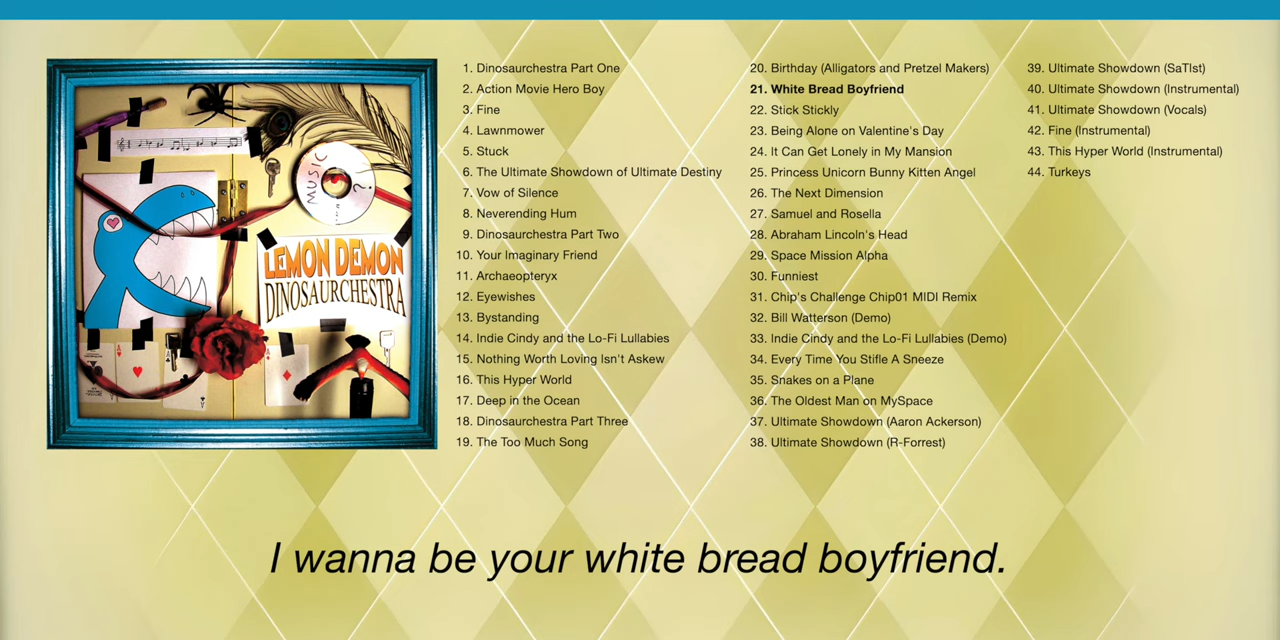 MUSIC
LEMON DEMON
DINOSAURCHESTRA
1. Dinosaurchestra Part One
2. Action Movie Hero Boy
3. Fine
4. Lawnmower
5. Stuck
6. The Ultimate Showdown of Ultimate Destiny
7. Vow of Silence
8. Neverending Hum
9. Dinosaurchestra Part Two
10. Your Imaginary Friend
11. Archaeopteryx
12. Eyewishes
13. Bystanding
14. Indie Cindy and the Lo-Fi Lullabies
15. Nothing Worth Loving Isn't Askew
16. This Hyper World
17. Deep in the Ocean
18. Dinosaurchestra Part Three
19. The Too Much Song
20. Birthday (Alligators and Pretzel Makers)
21. White Bread Boyfriend
22. Stick Stickly
23. Being Alone on Valentine's Day
24. It Can Get Lonely in My Mansion
25. Princess Unicorn Bunny Kitten Angel
26. The Next Dimension
27. Samuel and Rosella
28. Abraham Lincoln's Head
29. Space Mission Alpha
30. Funniest
31. Chip's Challenge Chip01 MIDI Remix
32. Bill Watterson (Demo)
33. Indie Cindy and the Lo-Fi Lullabies (Demo)
34. Every Time You Stifle A Sneeze
35. Snakes on a Plane
36. The Oldest Man on MySpace
37. Ultimate Showdown (Aaron Ackerson)
38. Ultimate Showdown (R-Forrest)
39. Ultimate Showdown (SaTIst)
40. Ultimate Showdown (Instrumental)
41. Ultimate Showdown (Vocals)
42. Fine (Instrumental)
43. This Hyper World (Instrumental)
44. Turkeys
I wanna be your white bread boyfriend.